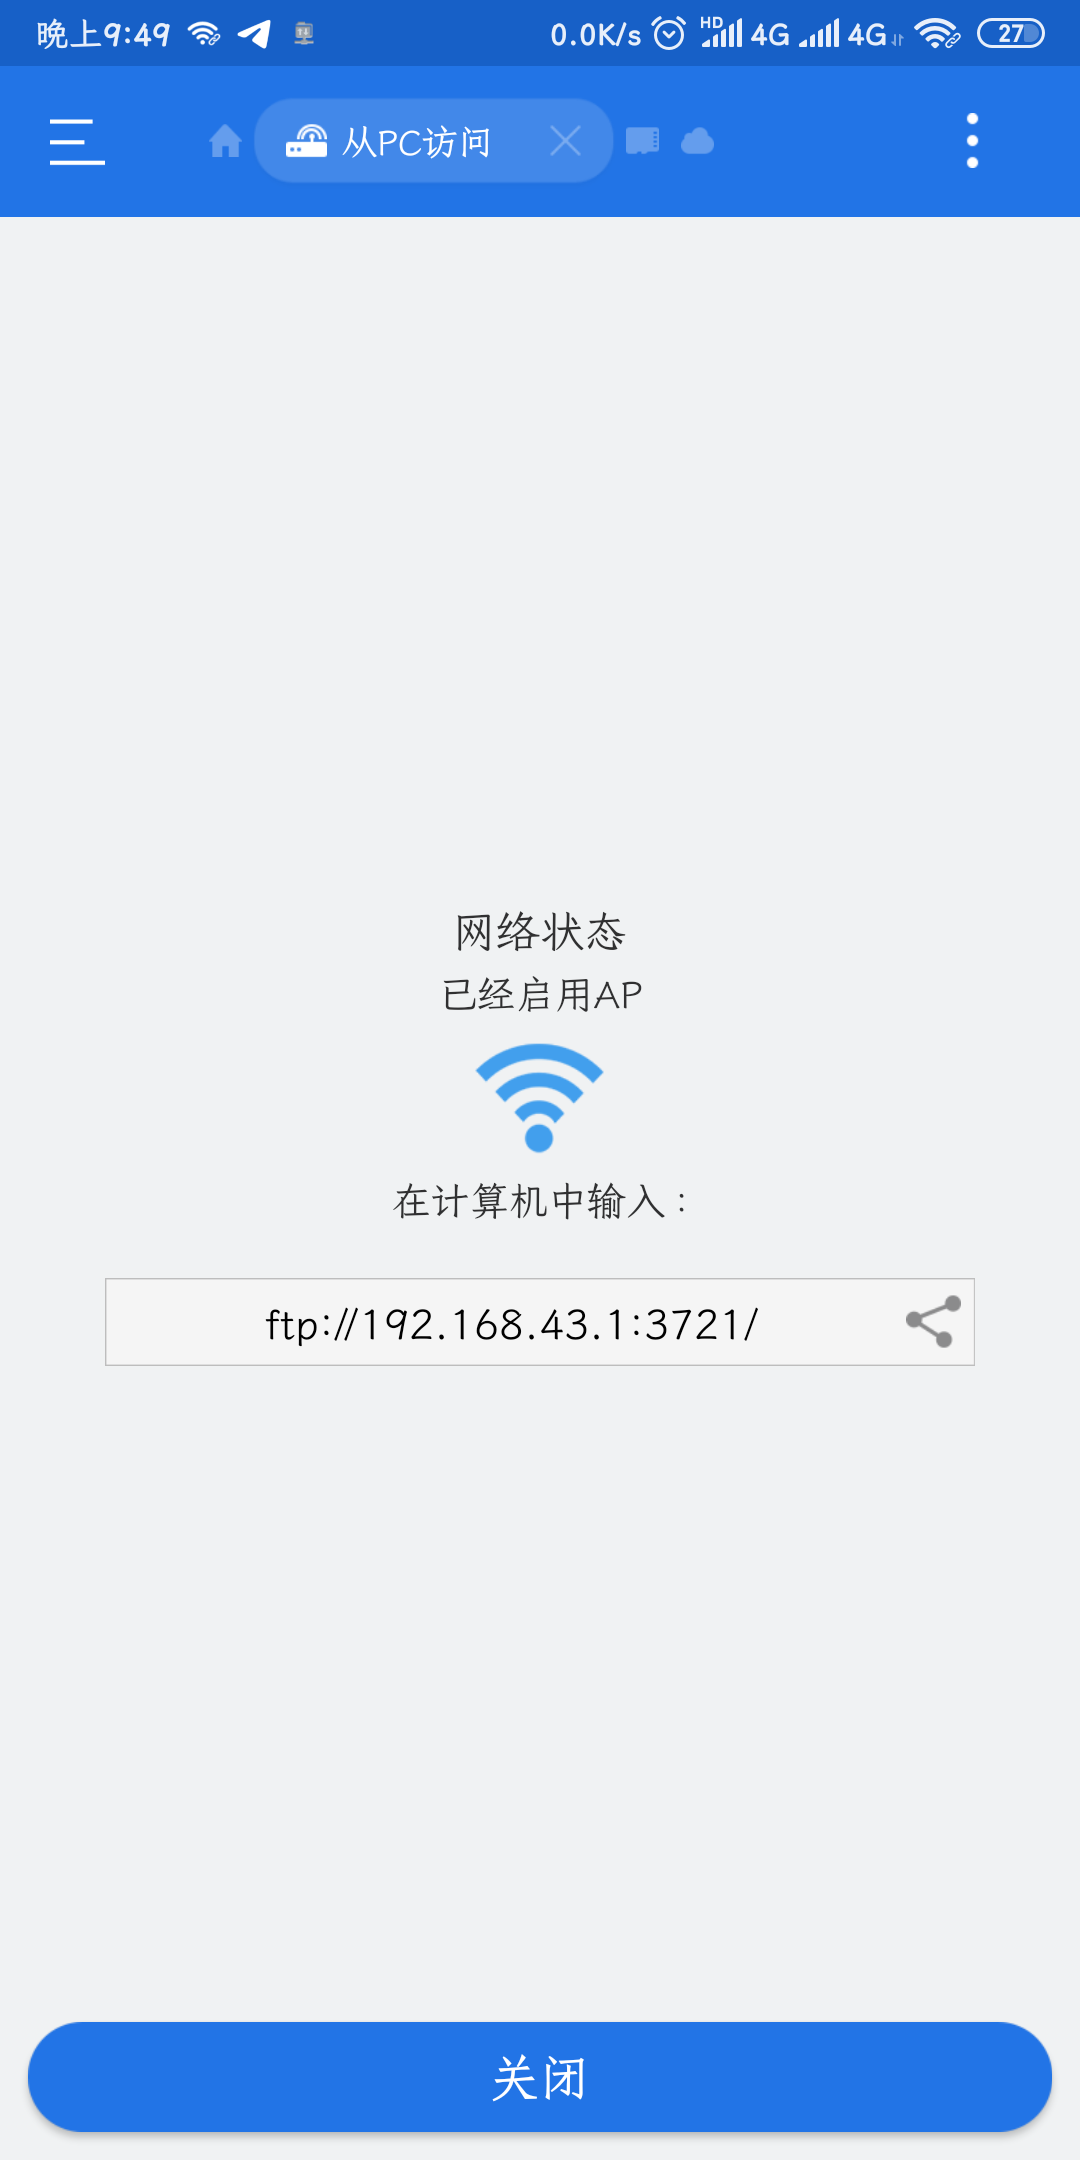 晚上9:49 0.0K/s HD 4G 4G 27
从PC访问
网络状态
已经启用AP
在计算机中输入：
ftp://192.168.43.1:3721/
关闭